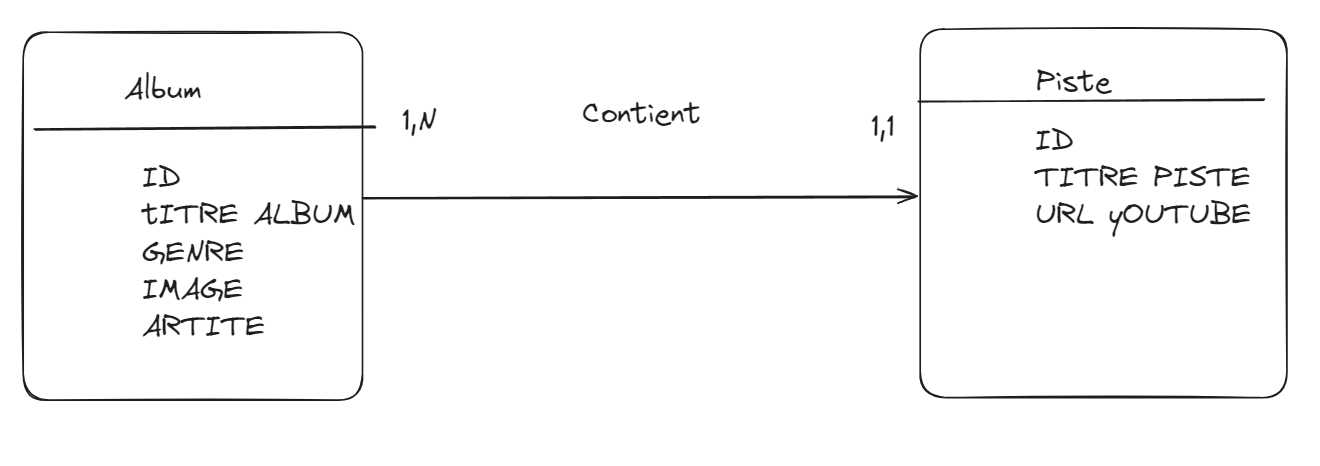 Album
ID
tITRE ALBUM
GENRE
IMAGE
ARTITE
1,N
Contient
1,1
Piste
ID
TITRE PISTE
URL yOUTUBE